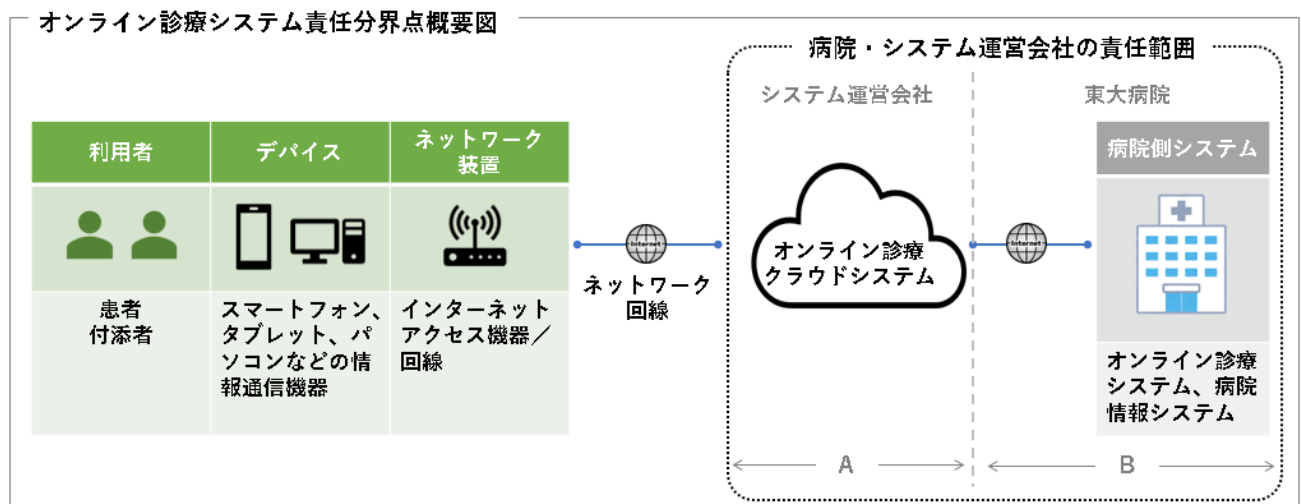 オンライン診療システム責任分界点概要図
病院・システム運営会社の責任範囲
システム運営会社
東大病院
利用者
デバイス
ネットワーク
装置
病院側システム
Internet
Internet
オンライン診療
クラウドシステム
ネットワーク
回線
患者
付添者
スマートフォン、
タブレット、パ
ソコンなどの情
報通信機器
インターネット
アクセス機器／
回線
オンライン診療
システム、病院
情報システム
A
B